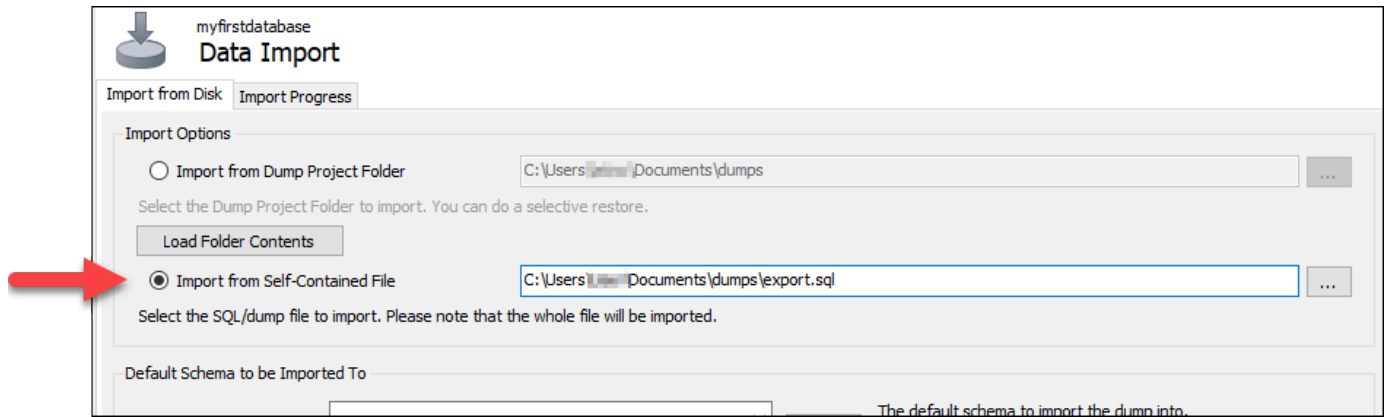 myfirstdatabase
Data Import
Import from Disk Import Progress
Import Options
Import from Dump Project Folder C:\Users \Documents\dumps ...
Select the Dump Project Folder to import. You can do a selective restore.
Load Folder Contents
Import from Self-Contained File C:\Users \Documents\dumps\export.sql ...
Select the SQL/dump file to import. Please note that the whole file will be imported.
Default Schema to be Imported To
The default schema to import the dump into.